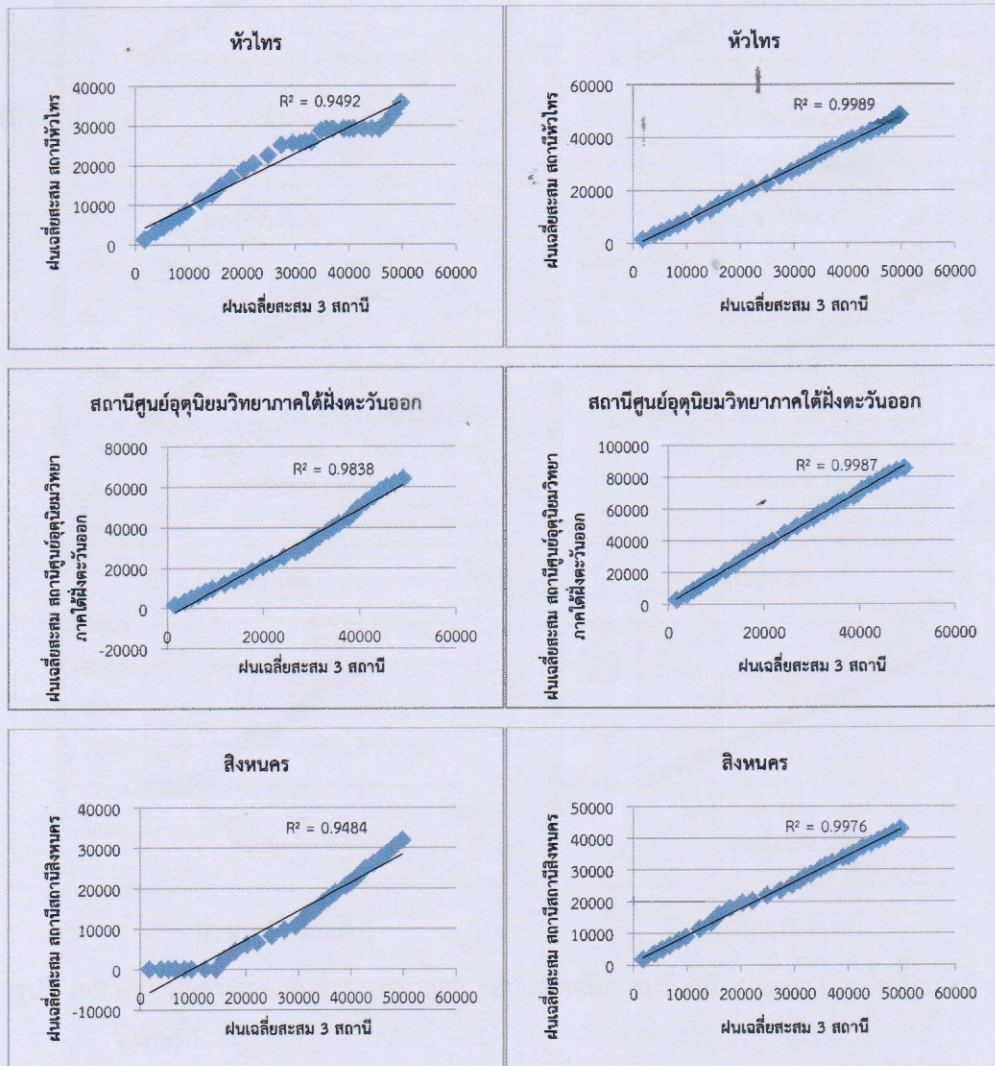 หัวไทร
R² = 0.9492
ฝนเฉลี่ยสะสม สถานีหัวไทร
40000
30000
20000
10000
0
0 10000 20000 30000 40000 50000 60000
ฝนเฉลี่ยสะสม 3 สถานี
หัวไทร
R² = 0.9989
ฝนเฉลี่ยสะสม สถานีหัวไทร
60000
40000
20000
0
0 10000 20000 30000 40000 50000 60000
ฝนเฉลี่ยสะสม 3 สถานี
สถานีศูนย์อุตุนิยมวิทยาภาคใต้ฝั่งตะวันออก
R² = 0.9838
ฝนเฉลี่ยสะสม สถานีศูนย์อุตุนิยมวิทยา
ภาคใต้ฝั่งตะวันออก
80000
60000
40000
20000
0
-20000
0 20000 40000 60000
ฝนเฉลี่ยสะสม 3 สถานี
สถานีศูนย์อุตุนิยมวิทยาภาคใต้ฝั่งตะวันออก
R² = 0.9987
ฝนเฉลี่ยสะสม สถานีศูนย์อุตุนิยมวิทยา
ภาคใต้ฝั่งตะวันออก
100000
80000
60000
40000
20000
0
0 20000 40000 60000
ฝนเฉลี่ยสะสม 3 สถานี
สิงหนคร
R² = 0.9484
ฝนเฉลี่ยสะสม สถานีสถานีสิงหนคร
40000
30000
20000
10000
0
-10000
0 10000 20000 30000 40000 50000 60000
ฝนเฉลี่ยสะสม 3 สถานี
สิงหนคร
R² = 0.9976
ฝนเฉลี่ยสะสม สถานีสถานีสิงหนคร
50000
40000
30000
20000
10000
0
0 10000 20000 30000 40000 50000 60000
ฝนเฉลี่ยสะสม 3 สถานี